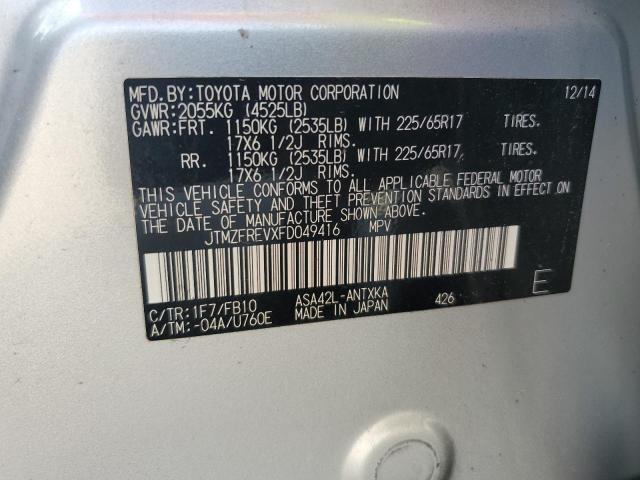 MFD.BY:TOYOTA MOTOR CORPORATION 12/14
GVWR:2055KG (4525LB)
GAWR:FRT. 1150KG (2535LB) WITH 225/65R17 TIRES.
17X6 1/2J RIMS.
RR. 1150KG (2535LB) WITH 225/65R17 TIRES.
17X6 1/2J RIMS.
THIS VEHICLE CONFORMS TO ALL APPLICABLE FEDERAL MOTOR
VEHICLE SAFETY AND THEFT PREVENTION STANDARDS IN EFFECT ON
THE DATE OF MANUFACTURE SHOWN ABOVE.
JTMZFREVXFD049416 MPV
C/TR:1F7/FB10 ASA42L-ANTXKA 426 E
A/TM:-04A/U760E MADE IN JAPAN